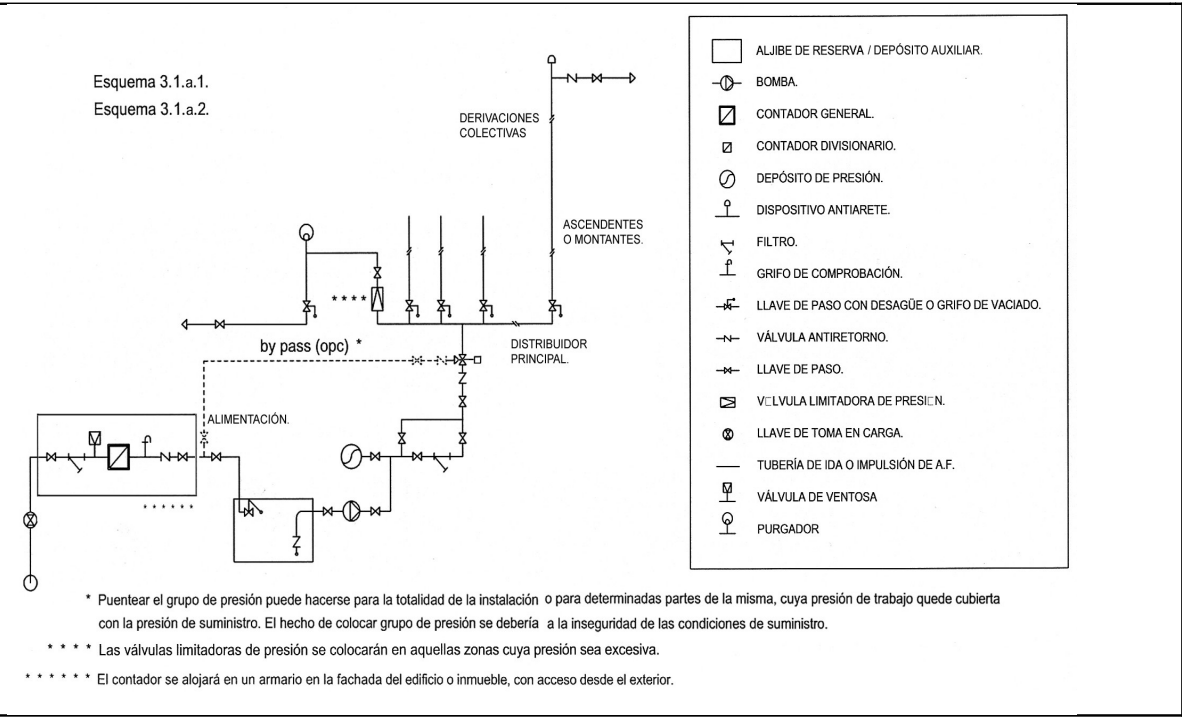 Esquema 3.1.a.1.
Esquema 3.1.a.2.
DERIVACIONES
COLECTIVAS
ASCENDENTES
O MONTANTES.
* * * *
by pass (opc) *
DISTRIBUIDOR
PRINCIPAL.
ALIMENTACIÓN.
* * * * * *
ALJIBE DE RESERVA / DEPÓSITO AUXILIAR.
BOMBA.
CONTADOR GENERAL.
CONTADOR DIVISIONARIO.
DEPÓSITO DE PRESIÓN.
DISPOSITIVO ANTIARETE.
FILTRO.
GRIFO DE COMPROBACIÓN.
LLAVE DE PASO CON DESAGÜE O GRIFO DE VACIADO.
VÁLVULA ANTIRETORNO.
LLAVE DE PASO.
V□LVULA LIMITADORA DE PRESI□N.
LLAVE DE TOMA EN CARGA.
TUBERÍA DE IDA O IMPULSIÓN DE A.F.
VÁLVULA DE VENTOSA
PURGADOR
* Puentear el grupo de presión puede hacerse para la totalidad de la instalación o para determinadas partes de la misma, cuya presión de trabajo quede cubierta
con la presión de suministro. El hecho de colocar grupo de presión se debería a la inseguridad de las condiciones de suministro.
* * * * Las válvulas limitadoras de presión se colocarán en aquellas zonas cuya presión sea excesiva.
* * * * * * El contador se alojará en un armario en la fachada del edificio o inmueble, con acceso desde el exterior.